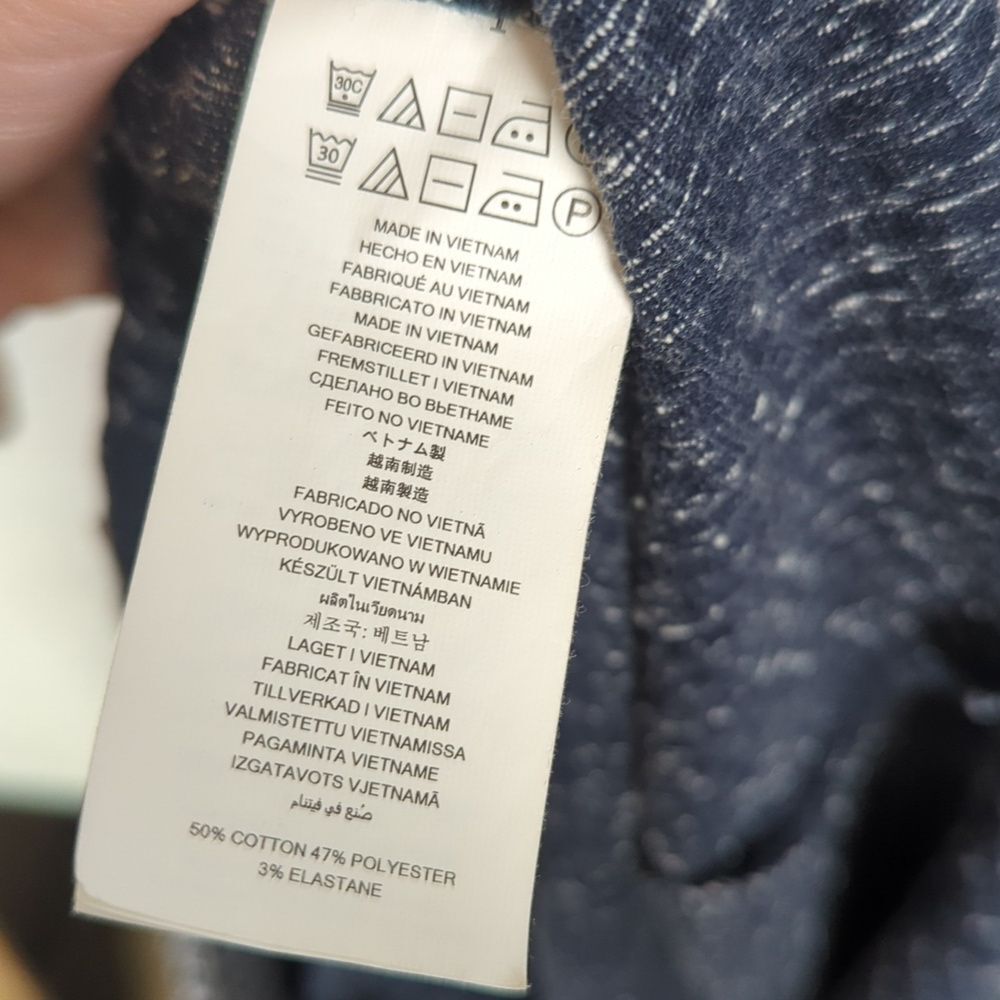 30C
30
P
MADE IN VIETNAM
HECHO EN VIETNAM
FABRIQUÉ AU VIETNAM
FABBRICATO IN VIETNAM
MADE IN VIETNAM
GEFABRICEERD IN VIETNAM
FREMSTILLET I VIETNAM
СДЕЛАНО ВО ВЬЕТНАМЕ
FEITO NO VIETNAME
ベトナム製
越南制造
越南製造
FABRICADO NO VIETNÃ
VYROBENO VE VIETNAMU
WYPRODUKOWANO W WIETNAMIE
KÉSZÜLT VIETNÁMBAN
ผลิตในเวียดนาม
제조국: 베트남
LAGET I VIETNAM
FABRICAT ÎN VIETNAM
TILLVERKAD I VIETNAM
VALMISTETTU VIETNAMISSA
PAGAMINTA VIETNAME
IZGATAVOTS VJETNAMĀ
صُنع في فيتنام
50% COTTON 47% POLYESTER
3% ELASTANE